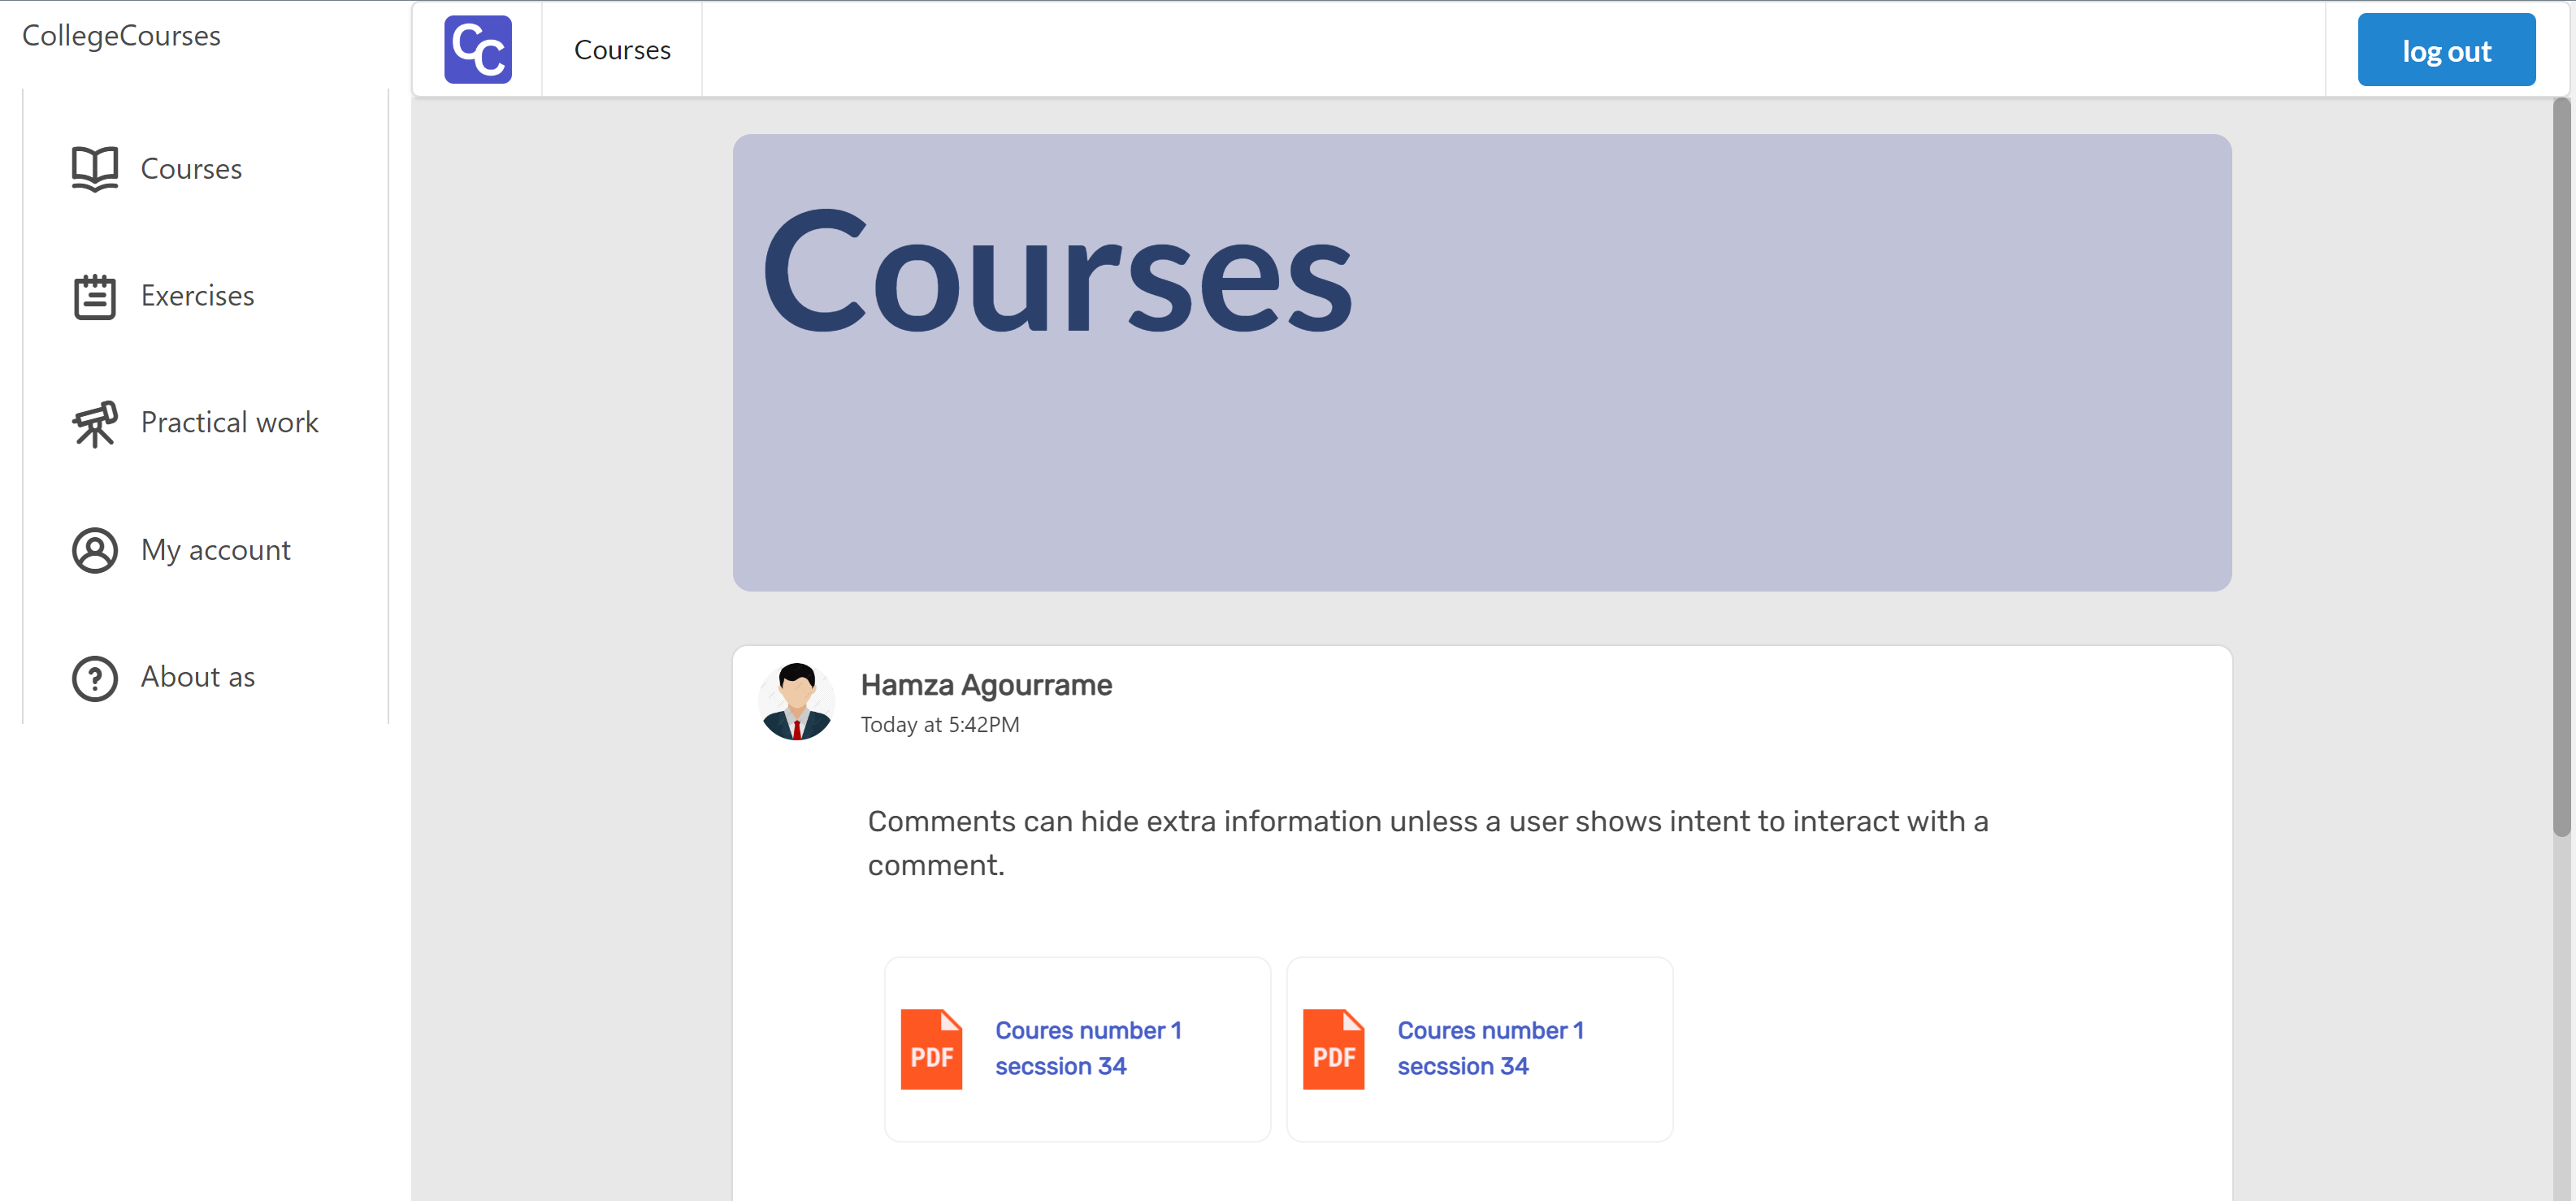 CollegeCourses
Courses
Exercises
Practical work
My account
About as
CC
Courses
log out
Courses
Hamza Agourrame
Today at 5:42PM
Comments can hide extra information unless a user shows intent to interact with a
comment.
PDF
Coures number 1
secssion 34
PDF
Coures number 1
secssion 34